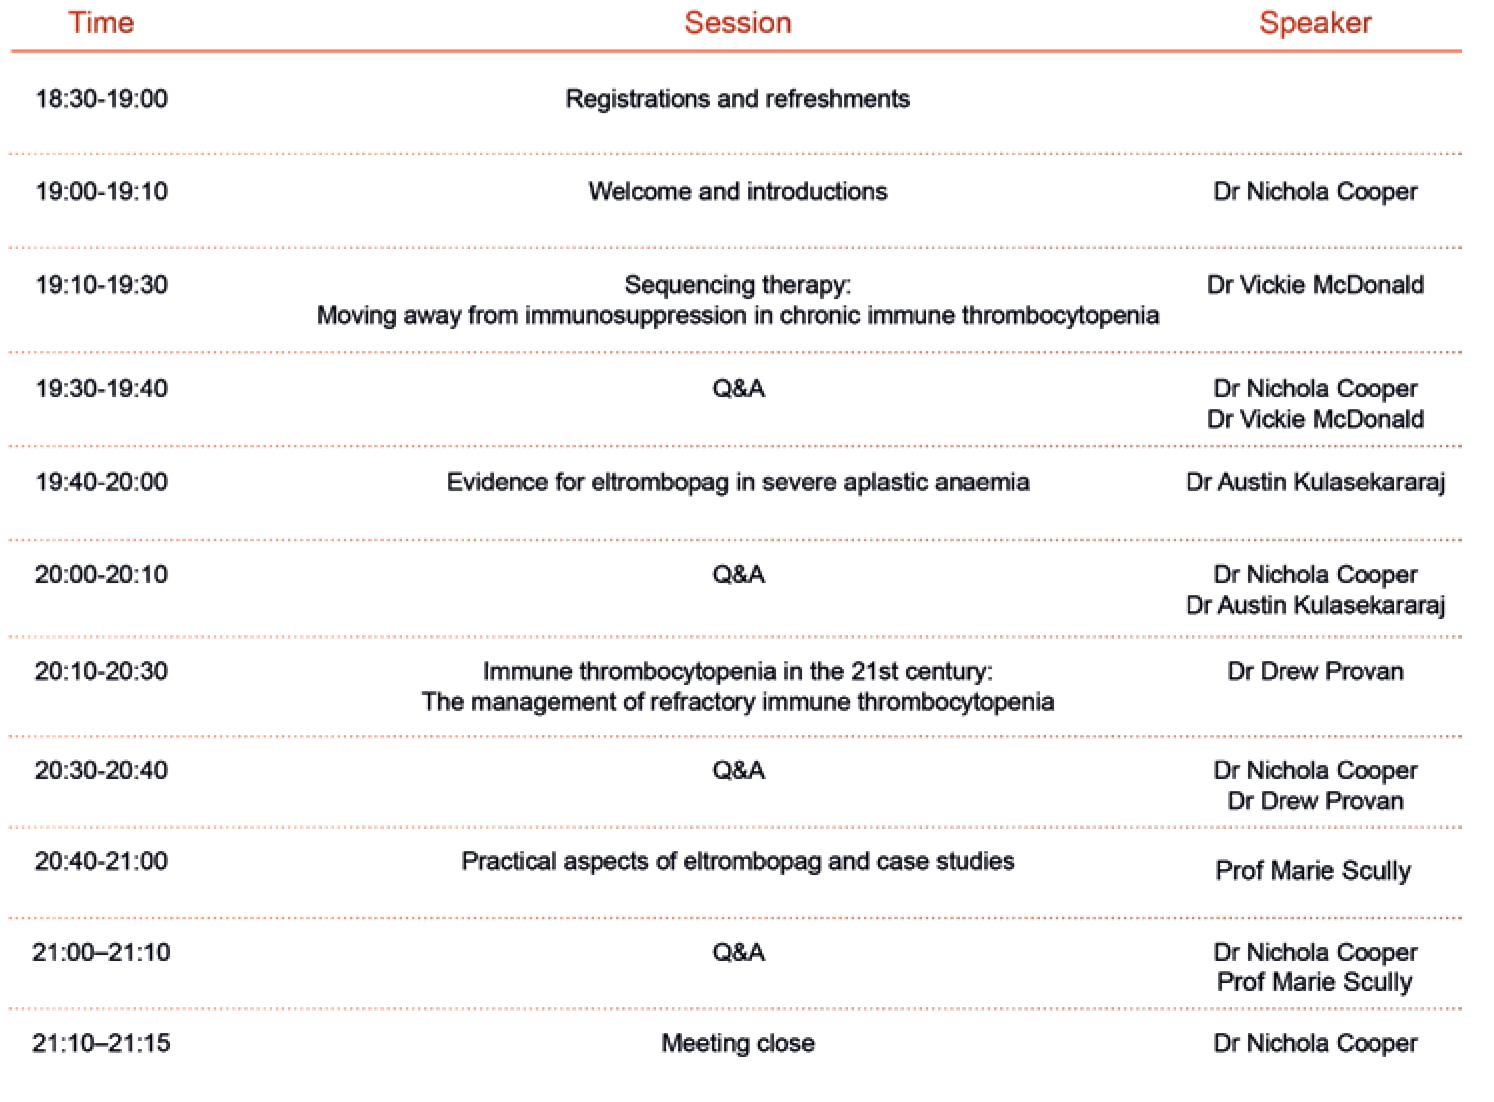 Time Session Speaker
18:30-19:00 Registrations and refreshments
19:00-19:10 Welcome and introductions Dr Nichola Cooper
19:10-19:30 Sequencing therapy: Dr Vickie McDonald
Moving away from immunosuppression in chronic immune thrombocytopenia
19:30-19:40 Q&A Dr Nichola Cooper
Dr Vickie McDonald
19:40-20:00 Evidence for eltrombopag in severe aplastic anaemia Dr Austin Kulasekararaj
20:00-20:10 Q&A Dr Nichola Cooper
Dr Austin Kulasekararaj
20:10-20:30 Immune thrombocytopenia in the 21st century: Dr Drew Provan
The management of refractory immune thrombocytopenia
20:30-20:40 Q&A Dr Nichola Cooper
Dr Drew Provan
20:40-21:00 Practical aspects of eltrombopag and case studies Prof Marie Scully
21:00–21:10 Q&A Dr Nichola Cooper
Prof Marie Scully
21:10–21:15 Meeting close Dr Nichola Cooper